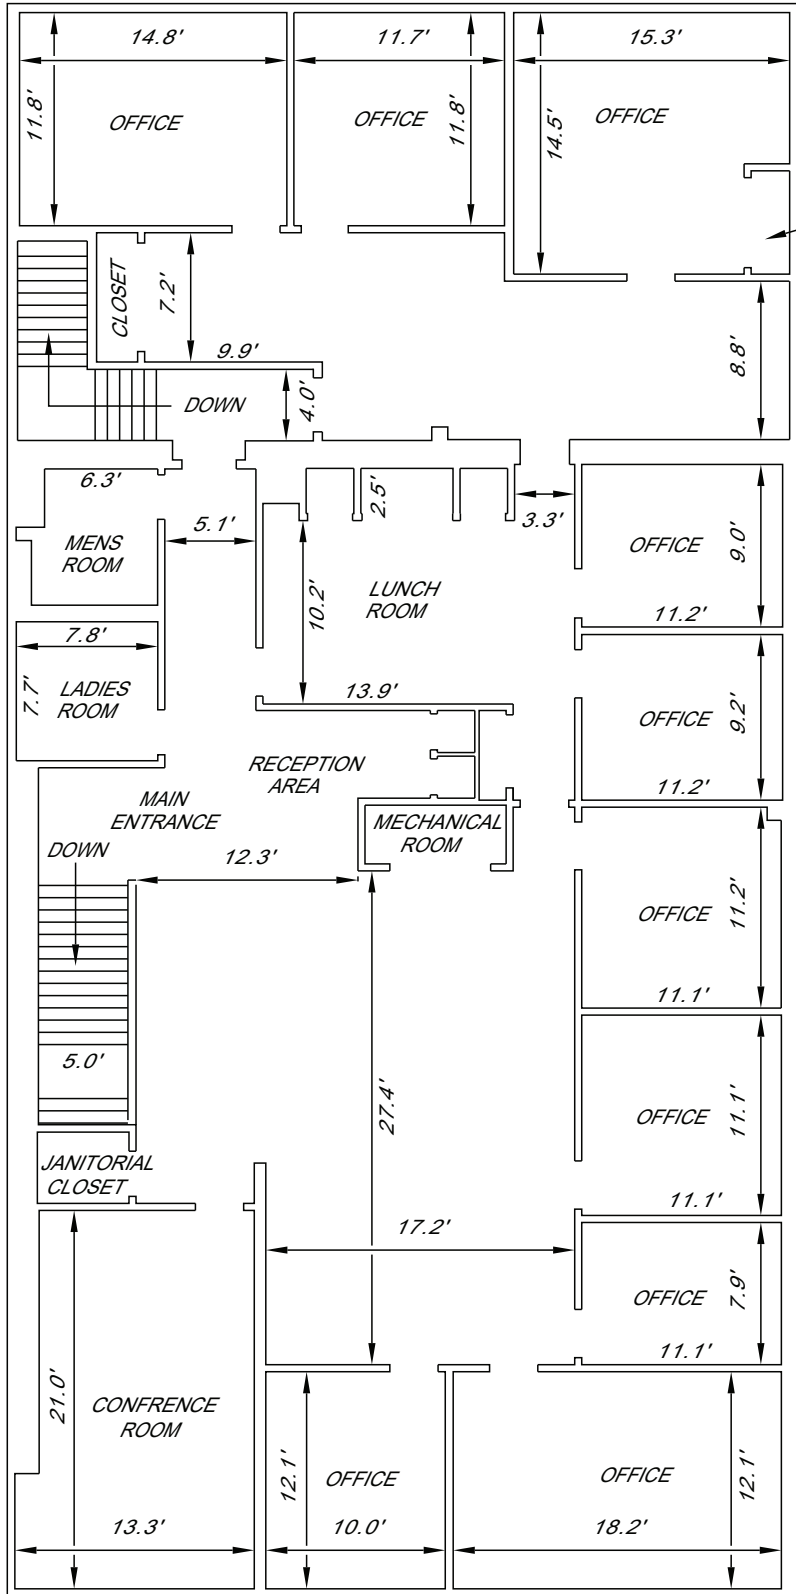 14.8'
11.7'
15.3'
11.8'
OFFICE
OFFICE
11.8'
OFFICE
14.5'
CLOSET
7.2'
9.9'
8.8'
4.0'
DOWN
6.3'
2.5'
5.1'
3.3'
MENS
ROOM
OFFICE
9.0'
10.2'
LUNCH
ROOM
11.2'
7.8'
7.7'
LADIES
ROOM
13.9'
OFFICE
9.2'
RECEPTION
AREA
11.2'
MAIN
ENTRANCE
MECHANICAL
ROOM
DOWN
12.3'
OFFICE
11.2'
11.1'
5.0'
27.4'
OFFICE
11.1'
JANITORIAL
CLOSET
11.1'
17.2'
OFFICE
7.9'
11.1'
21.0'
CONFRENCE
ROOM
12.1'
OFFICE
OFFICE
12.1'
13.3'
10.0'
18.2'